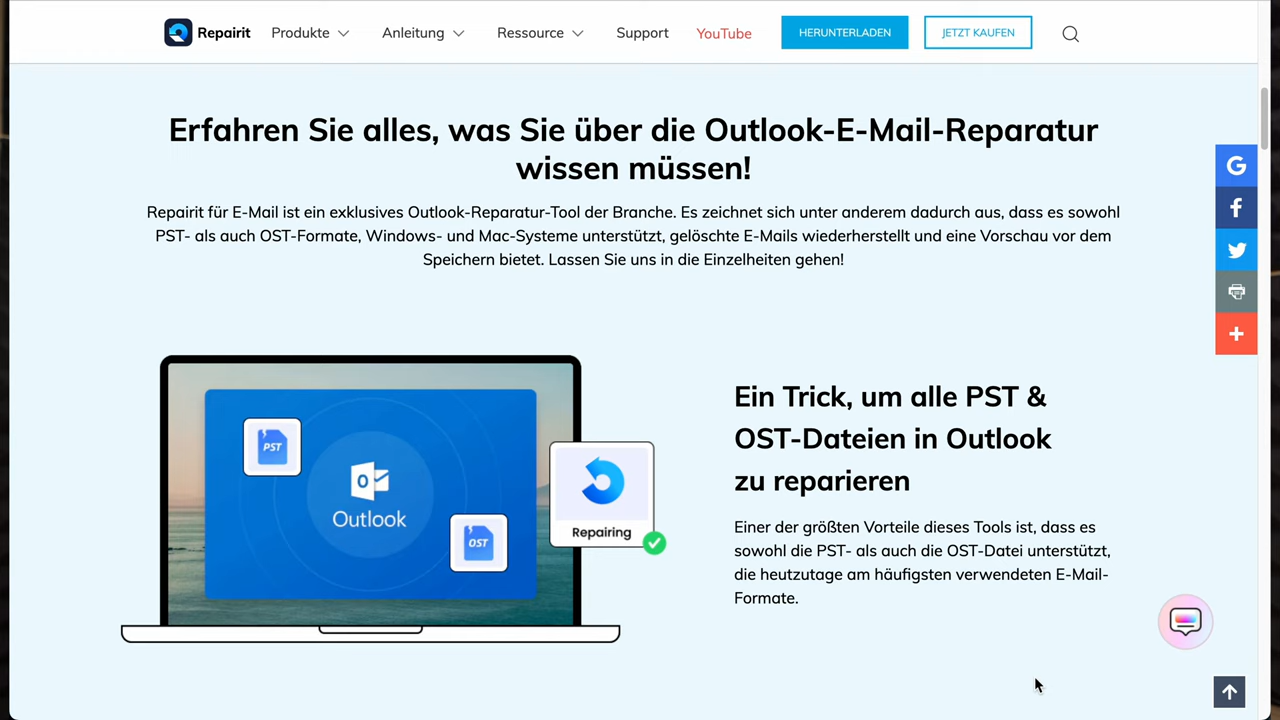 Repairit Produkte Anleitung Ressource Support YouTube HERUNTERLADEN JETZT KAUFEN
Erfahren Sie alles, was Sie über die Outlook-E-Mail-Reparatur
wissen müssen!
Repairit für E-Mail ist ein exklusives Outlook-Reparatur-Tool der Branche. Es zeichnet sich unter anderem dadurch aus, dass es sowohl
PST- als auch OST-Formate, Windows- und Mac-Systeme unterstützt, gelöschte E-Mails wiederherstellt und eine Vorschau vor dem
Speichern bietet. Lassen Sie uns in die Einzelheiten gehen!
PST
Outlook
OST
Repairing
Ein Trick, um alle PST &
OST-Dateien in Outlook
zu reparieren
Einer der größten Vorteile dieses Tools ist, dass es
sowohl die PST- als auch die OST-Datei unterstützt,
die heutzutage am häufigsten verwendeten E-Mail-
Formate.